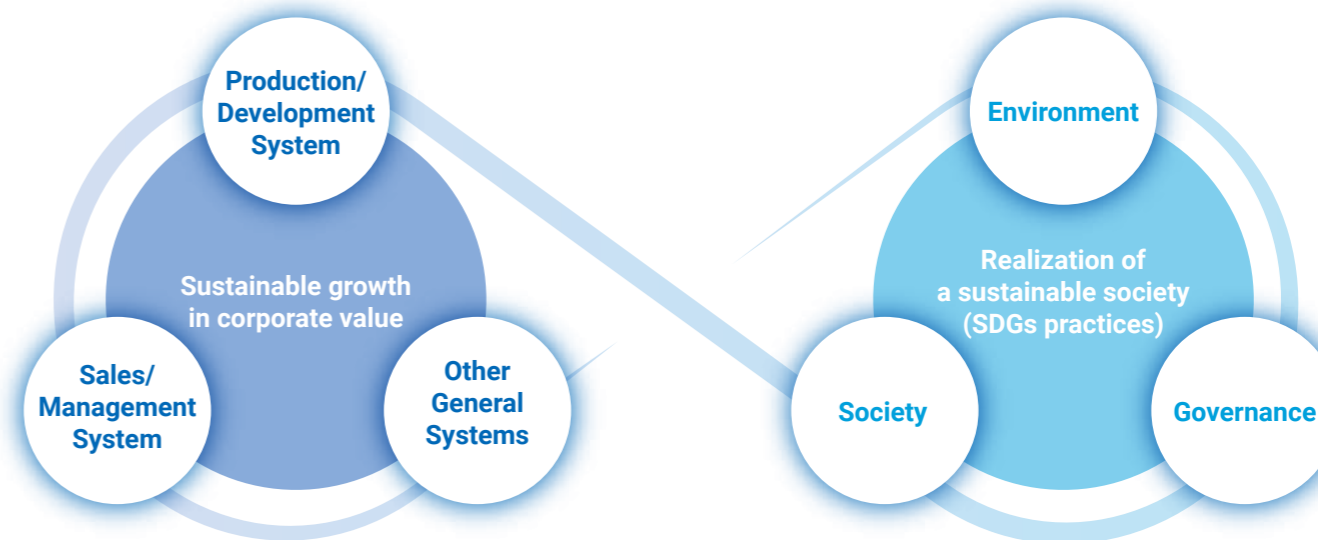 Production/
Development
System
Sustainable growth
in corporate value
Sales/
Management
System
Other
General
Systems
Environment
Realization of
a sustainable society
(SDGs practices)
Society
Governance